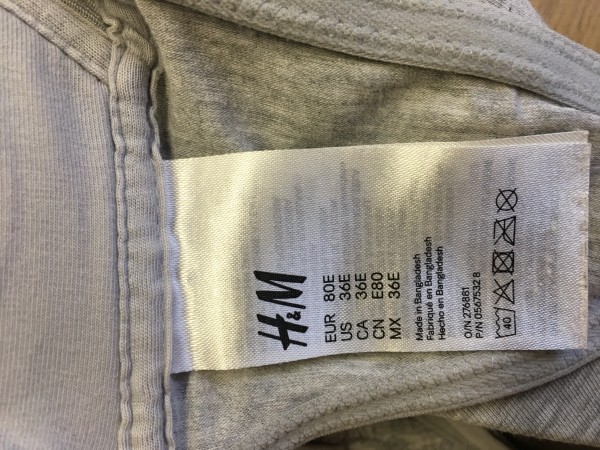 H&M
EUR 80E
US 36E
CA 36E
CN E80
MX 36E
Made in Bangladesh
Fabriqué en Bangladesh
Hecho en Bangladesh
O/N 276881
P/N 0567532 8
40